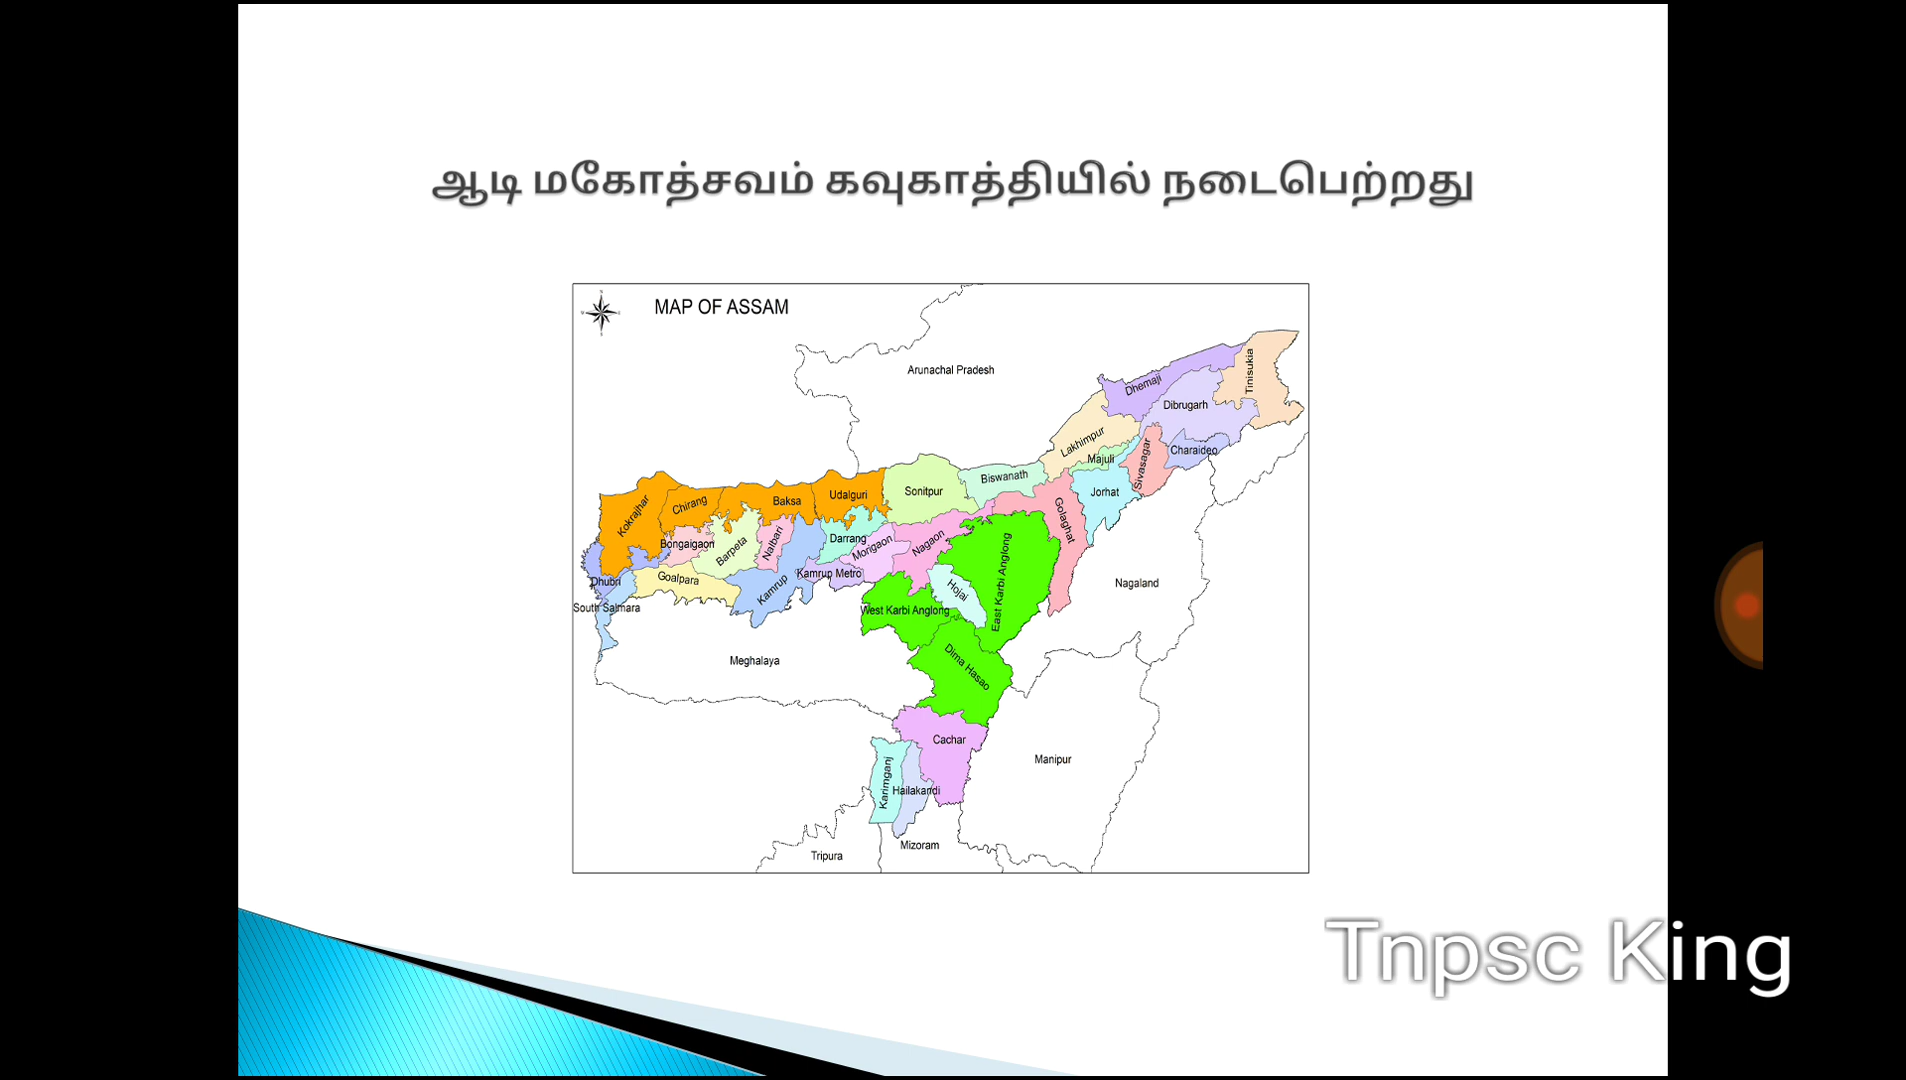 ஆடி மகோத்சவம் கவுகாத்தியில் நடைபெற்றது
MAP OF ASSAM
Arunachal Pradesh
Tinisukia
Dhemaji
Dibrugarh
Lakhimpur
Charaideo
Sivasagar
Majuli
Biswanath
Jorhat
Sonitpur
Udalguri
Baksa
Chirang
Kokrajhar
Golaghat
Darrang
Nalbari
Bongaigaon
Barpeta
Morigaon
Nagaon
Kamrup Metro
Goalpara
Dhubri
Kamrup
Hojai
East Karbi Anglong
Nagaland
South Salmara
West Karbi Anglong
Meghalaya
Dima Hasao
Cachar
Manipur
Karimganj
Hailakandi
Mizoram
Tripura
Tnpsc King